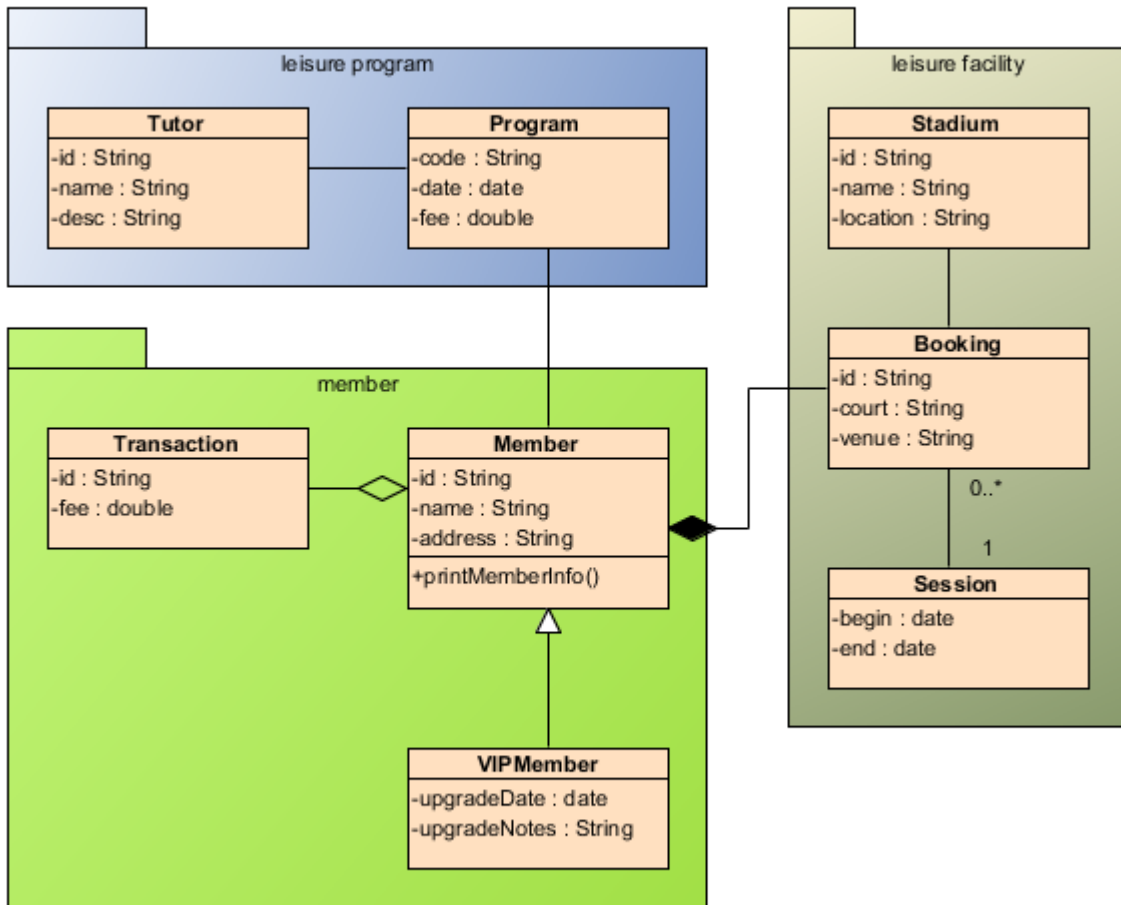 leisure program
Tutor
-id : String
-name : String
-desc : String
Program
-code : String
-date : date
-fee : double
member
Transaction
-id : String
-fee : double
Member
-id : String
-name : String
-address : String
+printMemberInfo()
VIPMember
-upgradeDate : date
-upgradeNotes : String
leisure facility
Stadium
-id : String
-name : String
-location : String
Booking
-id : String
-court : String
-venue : String
0..*
1
Session
-begin : date
-end : date